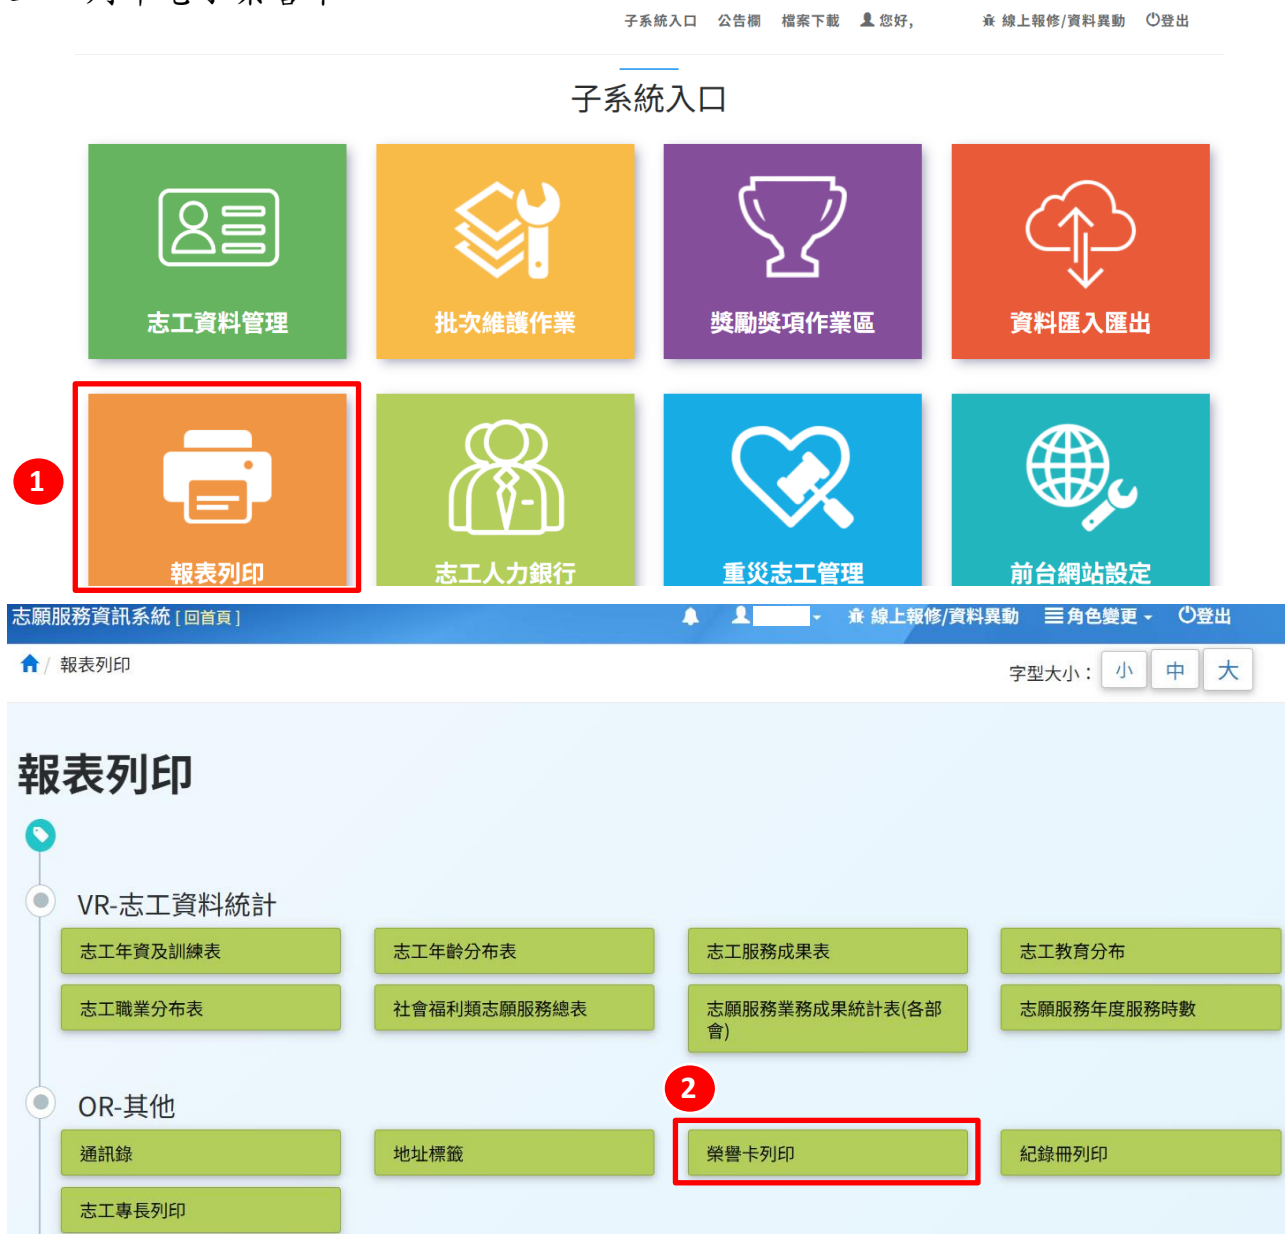 子系統入口 公告欄 檔案下載 您好, 線上報修/資料異動 登出
子系統入口
志工資料管理 批次維護作業 獎勵獎項作業區 資料匯入匯出
1
報表列印 志工人力銀行 重災志工管理 前台網站設定
志願服務資訊系統 [回首頁] 線上報修/資料異動 角色變更 登出
/ 報表列印 字型大小： 小 中 大
報表列印
VR-志工資料統計
志工年資及訓練表 志工年齡分布表 志工服務成果表 志工教育分布
志工職業分布表 社會福利類志願服務總表 志願服務業務成果統計表(各部 志願服務年度服務時數
會)
2
OR-其他
通訊錄 地址標籤 榮譽卡列印 紀錄冊列印
志工專長列印